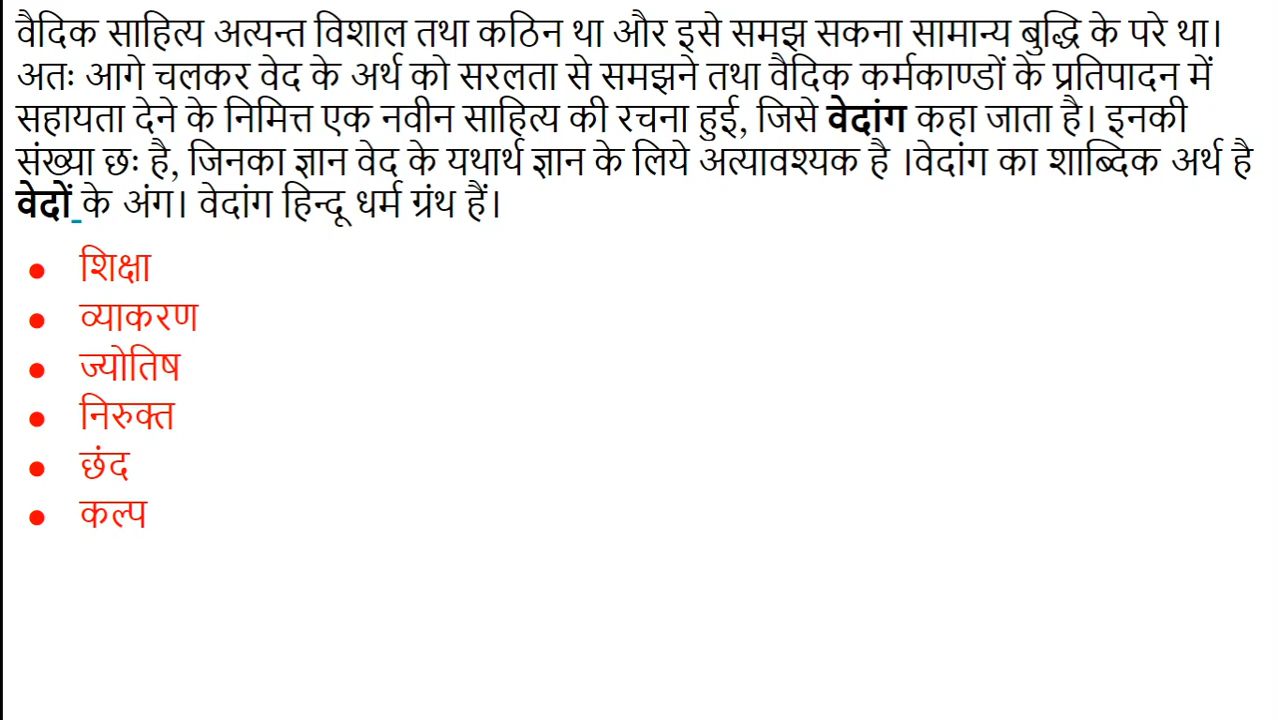 वैदिक साहित्य अत्यन्त विशाल तथा कठिन था और इसे समझ सकना सामान्य बुद्धि के परे था।
अतः आगे चलकर वेद के अर्थ को सरलता से समझने तथा वैदिक कर्मकाण्डों के प्रतिपादन में
सहायता देने के निमित्त एक नवीन साहित्य की रचना हुई, जिसे वेदांग कहा जाता है। इनकी
संख्या छः है, जिनका ज्ञान वेद के यथार्थ ज्ञान के लिये अत्यावश्यक है ।वेदांग का शाब्दिक अर्थ है
वेदों के अंग। वेदांग हिन्दू धर्म ग्रंथ हैं।
• शिक्षा
• व्याकरण
• ज्योतिष
• निरुक्त
• छंद
• कल्प